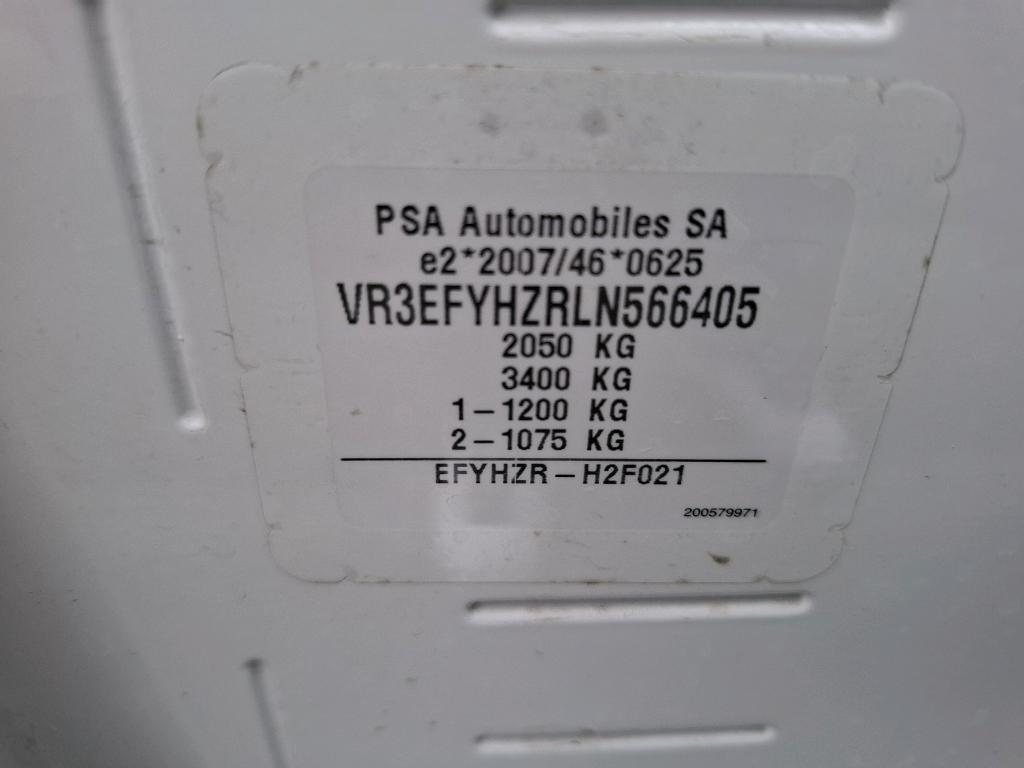 PSA Automobiles SA
e2*2007/46*0625
VR3EFYHZRLN566405
2050 KG
3400 KG
1-1200 KG
2-1075 KG
EFYHZR-H2F021
200579971